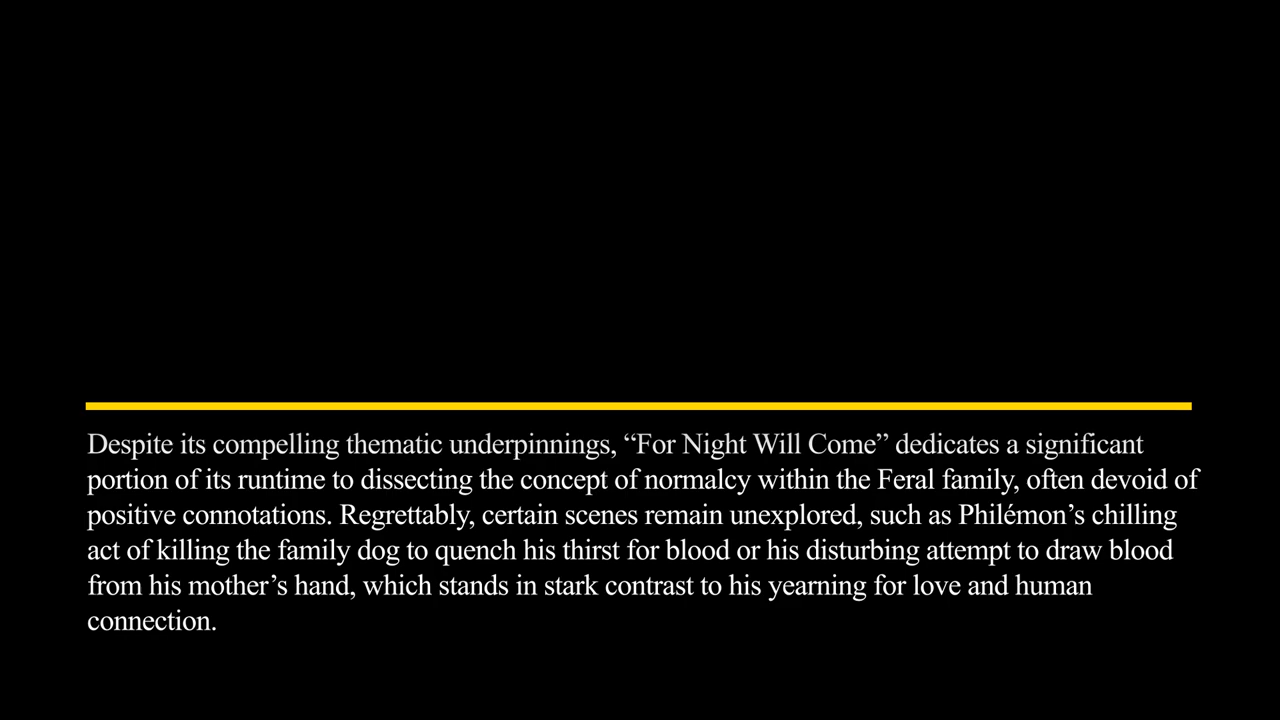 Despite its compelling thematic underpinnings, “For Night Will Come” dedicates a significant
portion of its runtime to dissecting the concept of normalcy within the Feral family, often devoid of
positive connotations. Regrettably, certain scenes remain unexplored, such as Philémon’s chilling
act of killing the family dog to quench his thirst for blood or his disturbing attempt to draw blood
from his mother’s hand, which stands in stark contrast to his yearning for love and human
connection.